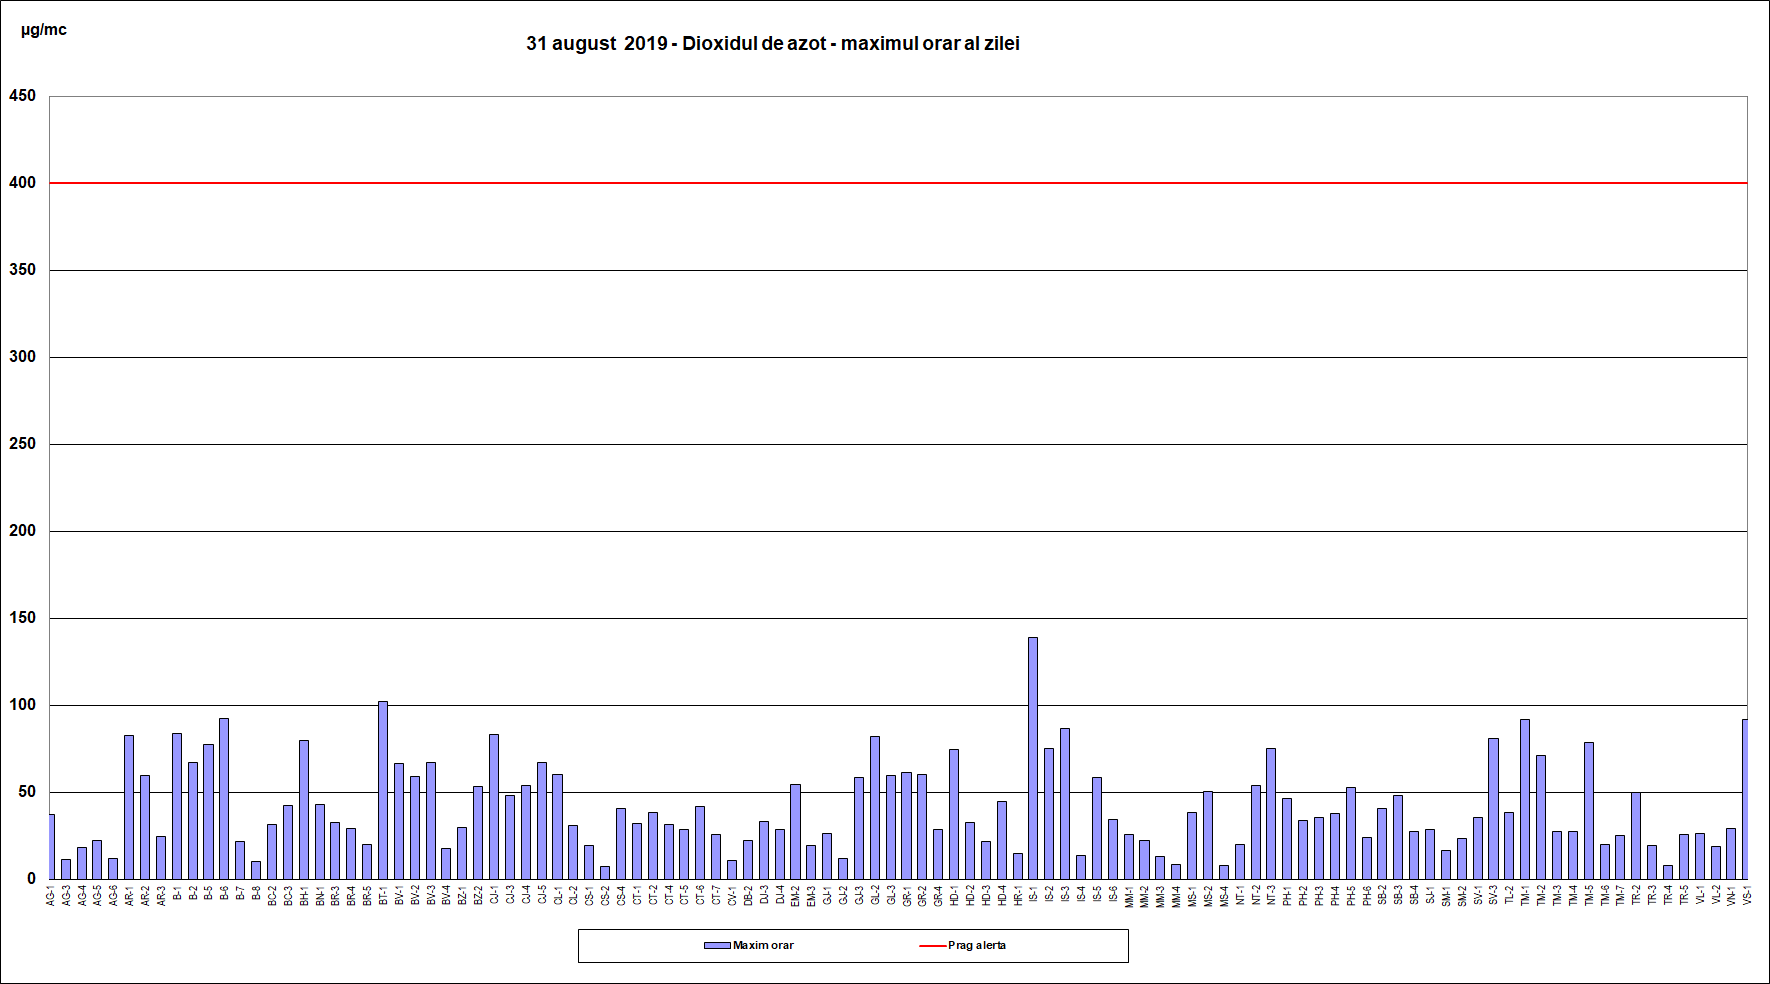 µg/mc
31 august 2019 - Dioxidul de azot - maximul orar al zilei
450
400
350
300
250
200
150
100
50
0
AG-1 AG-3 AG-4 AG-5 AG-6 AR-1 AR-2 AR-3 B-1 B-2 B-5 B-6 B-7 B-8 BC-2 BC-3 BH-1 BN-1 BR-3 BR-4 BR-5 BT-1 BV-1 BV-2 BV-3 BV-4 BZ-1 BZ-2 CJ-1 CJ-3 CJ-4 CJ-5 CL-1 CL-2 CS-1 CS-2 CS-4 CT-1 CT-2 CT-4 CT-5 CT-6 CT-7 CV-1 DB-2 DJ-3 DJ-4 EM-2 EM-3 GJ-1 GJ-2 GJ-3 GL-2 GL-3 GR-1 GR-2 GR-4 HD-1 HD-2 HD-3 HD-4 HR-1 IS-1 IS-2 IS-3 IS-4 IS-5 IS-6 MM-1 MM-2 MM-3 MM-4 MS-1 MS-2 MS-4 NT-1 NT-2 NT-3 PH-1 PH-2 PH-3 PH-4 PH-5 PH-6 SB-2 SB-3 SB-4 SJ-1 SM-1 SM-2 SV-1 SV-3 TL-2 TM-1 TM-2 TM-3 TM-4 TM-5 TM-6 TM-7 TR-2 TR-3 TR-4 TR-5 VL-1 VL-2 VN-1 VS-1
Maxim orar Prag alerta